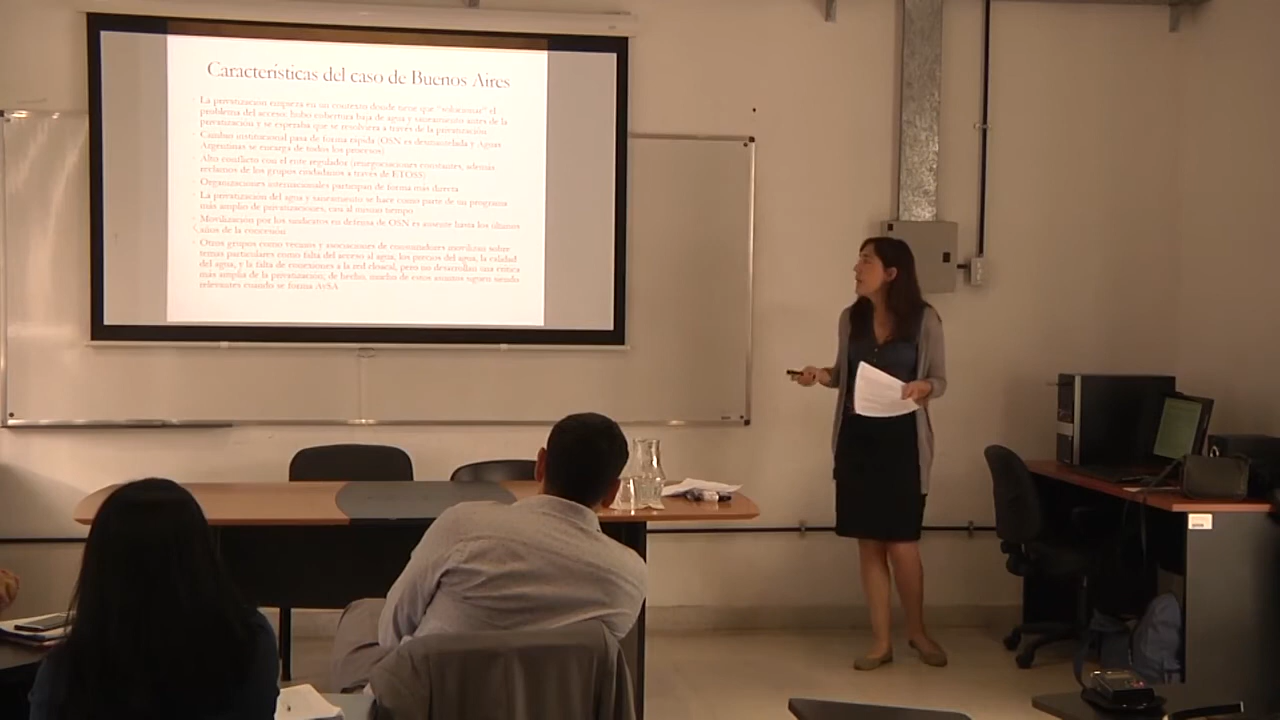 Características del caso de Buenos Aires
La privatización empieza en un contexto donde tiene que "solucionar" el
problema del acceso; hubo cobertura baja de agua y saneamiento antes de la
privatización y se esperaba que se resolviera a través de la privatización
Cambio institucional pasa de forma rápida (OSN es desmantelada y Aguas
Argentinas se encarga de todos los procesos)
Alto conflicto con el ente regulador (renegociaciones constantes, además
reclamos de los grupos ciudadanos a través de ETOSS)
Organizaciones internacionales participan de forma más directa
La privatización del agua y saneamiento se hace como parte de un programa
más amplio de privatizaciones, casi al mismo tiempo
Movilización por los sindicatos en defensa de OSN es ausente hasta los últimos
años de la concesión
Otros grupos como vecinos y asociaciones de consumidores movilizan sobre
temas particulares como falta del acceso al agua, los precios del agua, la calidad
del agua, y la falta de conexiones a la red cloacal, pero no desarrollan una crítica
más amplia de la privatización; de hecho, mucho de estos asuntos siguen siendo
relevantes cuando se forma AySA